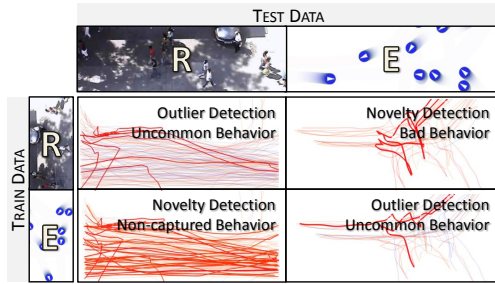 TEST DATA
R
E
TRAIN DATA
R
Outlier Detection
Uncommon Behavior
Novelty Detection
Bad Behavior
E
Novelty Detection
Non-captured Behavior
Outlier Detection
Uncommon Behavior